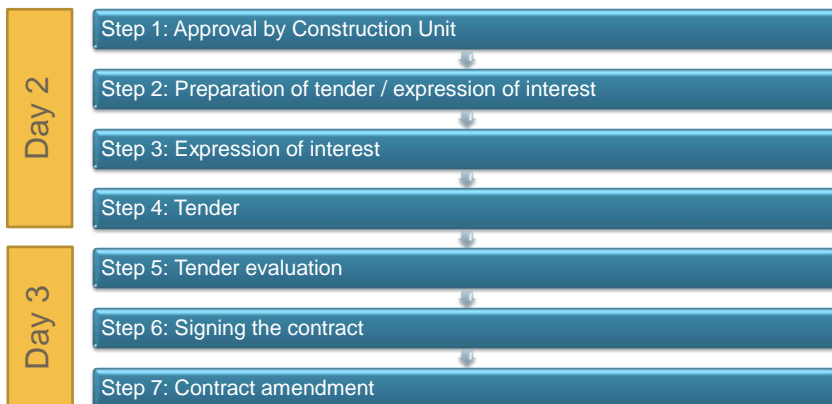 Day 2
Step 1: Approval by Construction Unit
Step 2: Preparation of tender / expression of interest
Step 3: Expression of interest
Step 4: Tender
Day 3
Step 5: Tender evaluation
Step 6: Signing the contract
Step 7: Contract amendment